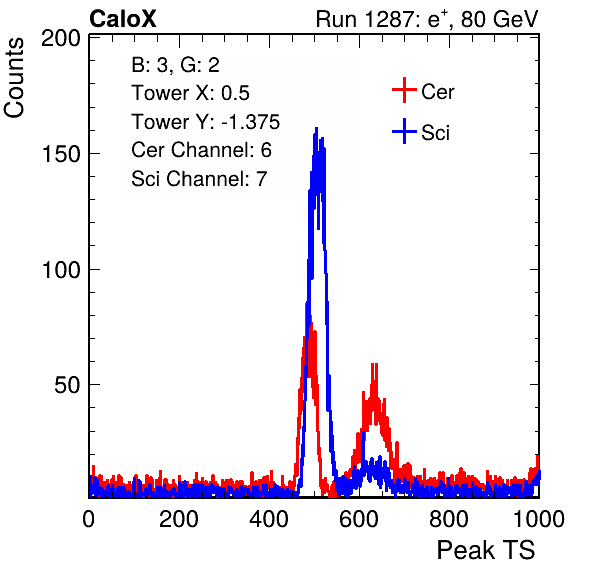 CaloX Run 1287: e⁺, 80 GeV
200
150
100
50
Counts
B: 3, G: 2
Tower X: 0.5
Tower Y: -1.375
Cer Channel: 6
Sci Channel: 7
Cer
Sci
0 200 400 600 800 1000
Peak TS